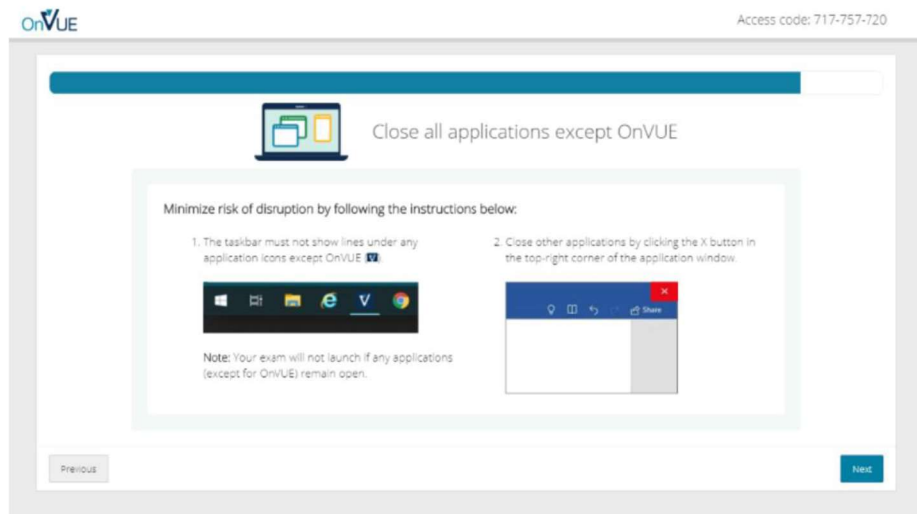 OnVUE
Access code: 717-757-720
Close all applications except OnVUE
Minimize risk of disruption by following the instructions below:
1. The taskbar must not show lines under any
application icons except OnVUE (V)
Note: Your exam will not launch if any applications
(except for OnVUE) remain open.
2. Close other applications by clicking the X button in
the top-right corner of the application window.
Share
Previous
Next